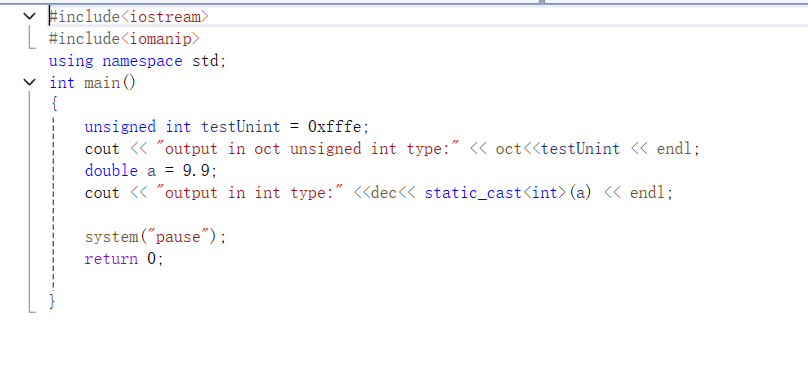 #include<iostream>
#include<iomanip>
using namespace std;
int main()
{
unsigned int testUnint = 0xfffe;
cout << "output in oct unsigned int type:" << oct<<testUnint << endl;
double a = 9.9;
cout << "output in int type:" <<dec<< static_cast<int>(a) << endl;
system("pause");
return 0;
}